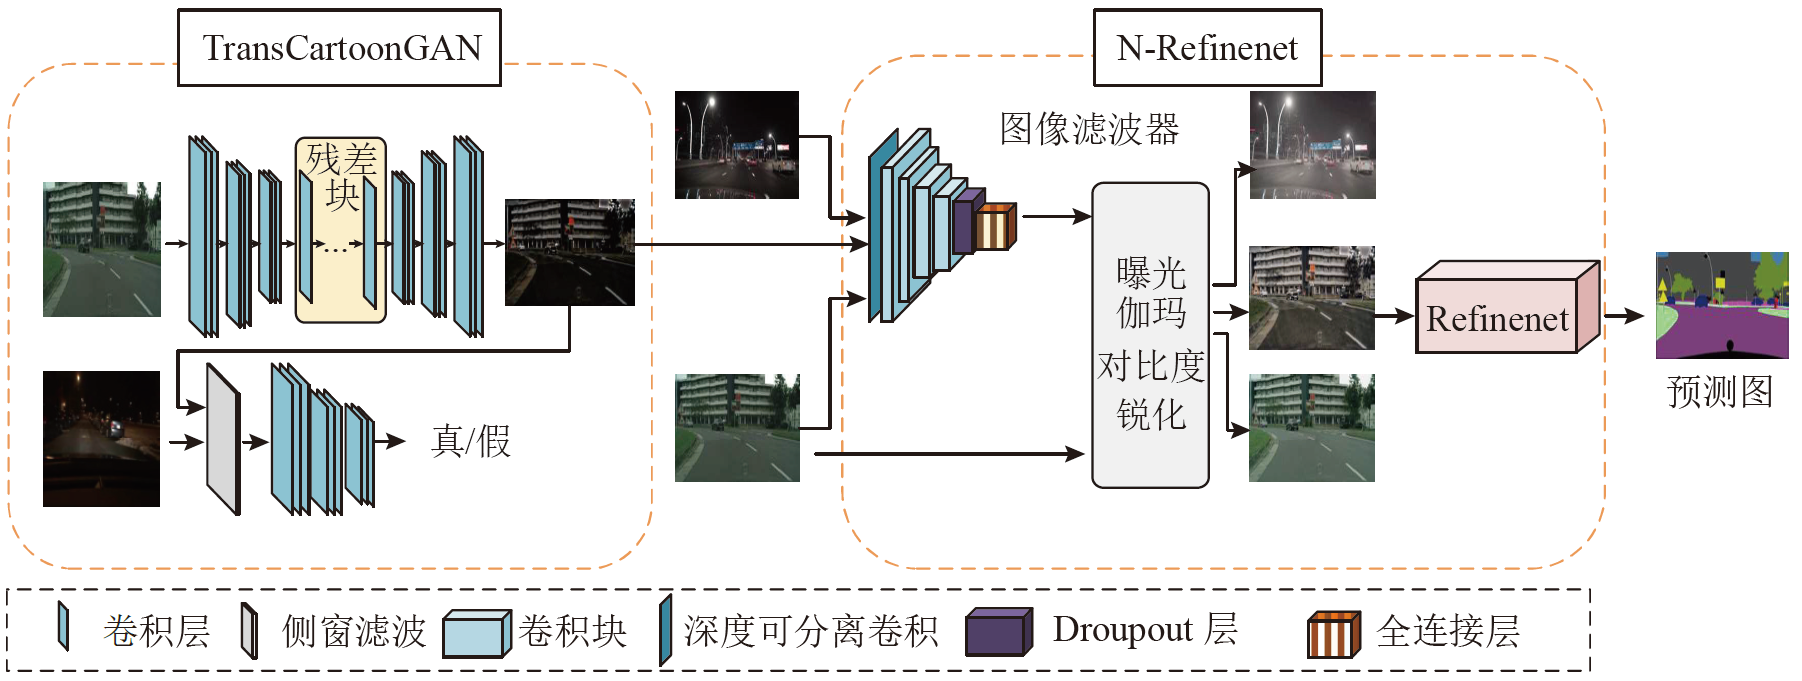 TransCartoonGAN
N-Refinenet
残差
块
...
真/假
图像滤波器
曝光
伽玛
对比度
锐化
Refinenet
预测图
卷积层
侧窗滤波
卷积块
深度可分离卷积
Droupout 层
全连接层